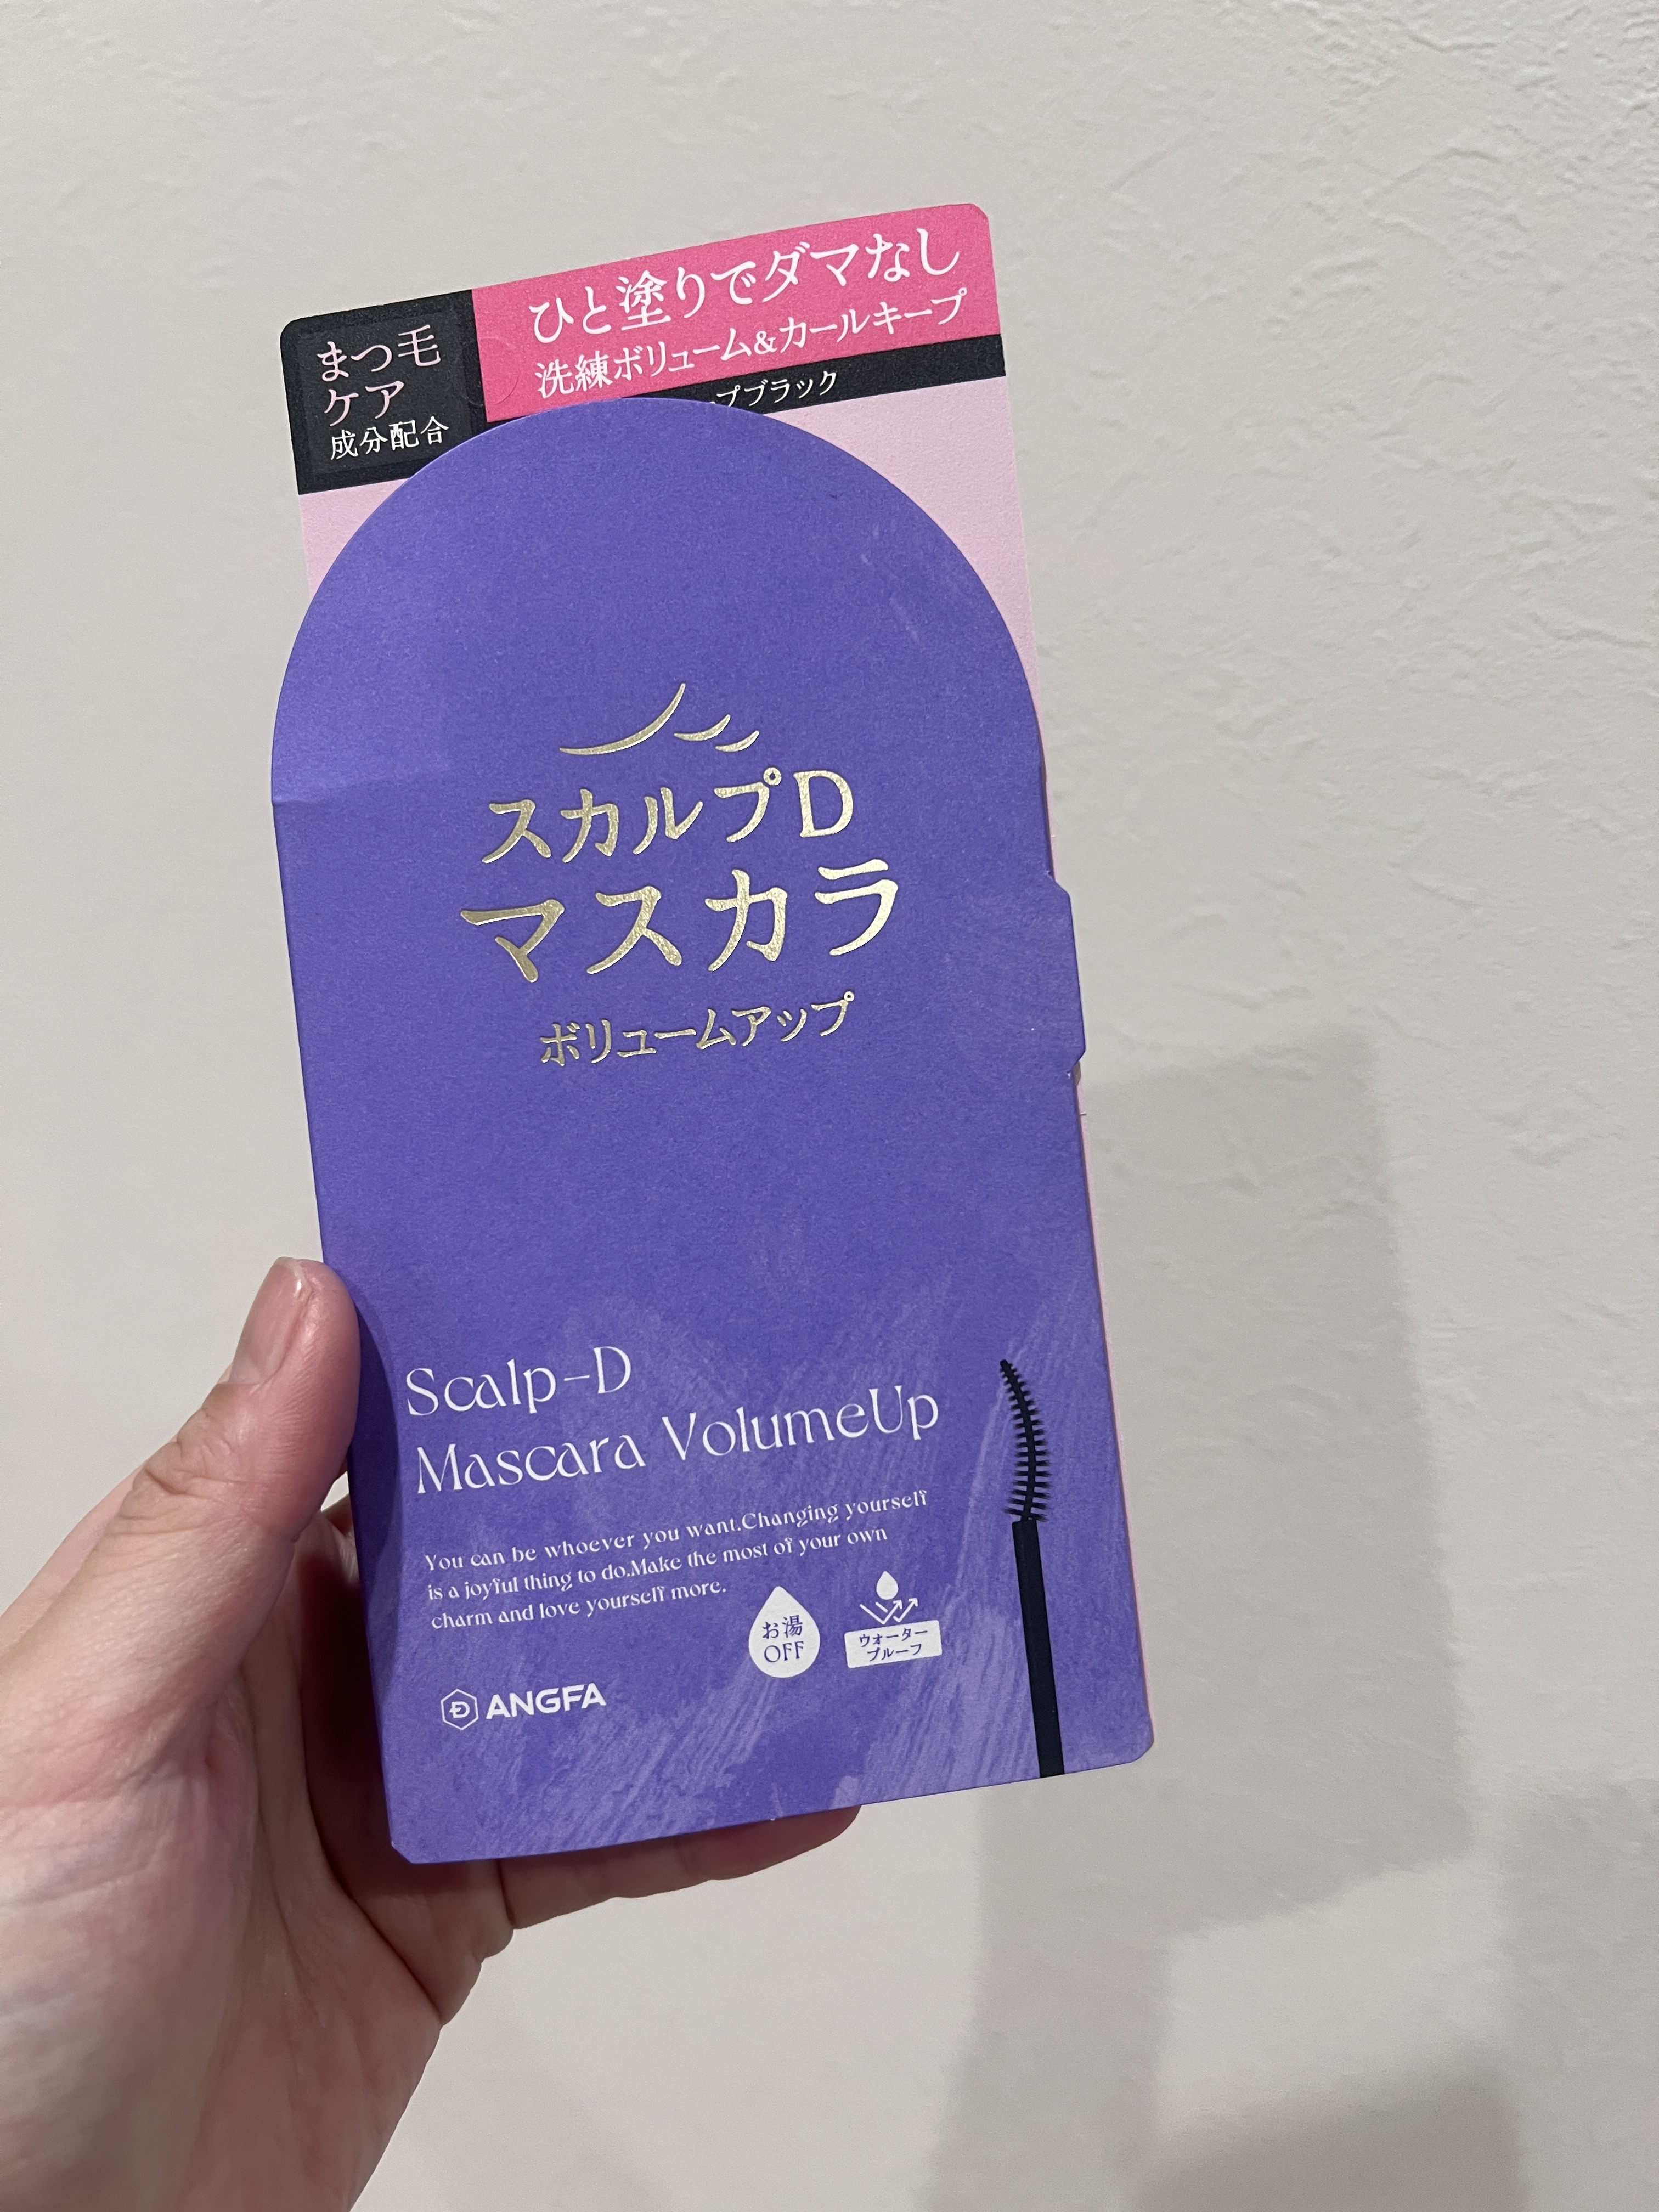 まつ毛
ケア
成分配合
ひと塗りでダマなし
洗練ボリューム&カールキープ
プブラック
スカルプD
マスカラ
ボリュームアップ
Scalp-D
Mascara VolumeUp
You can be whoever you want.Changing yourself
is a joyful thing to do.Make the most of your own
charm and love yourself more.
お湯
OFF
ウォーター
プルーフ
ANGFA